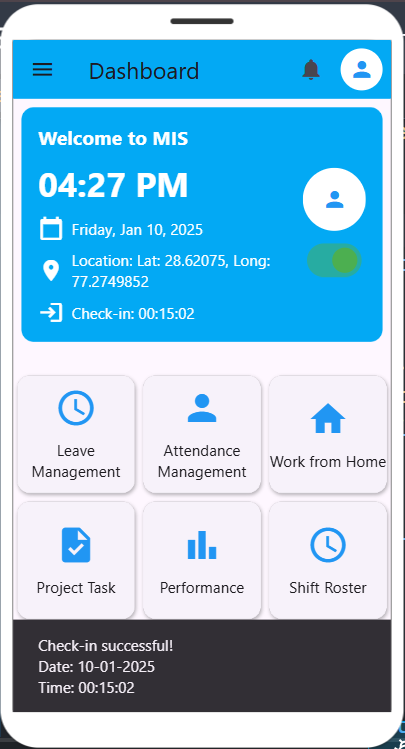 Dashboard
Welcome to MIS
04:27 PM
Friday, Jan 10, 2025
Location: Lat: 28.62075, Long:
77.2749852
Check-in: 00:15:02
Leave
Management
Attendance
Management
Work from Home
Project Task
Performance
Shift Roster
Check-in successful!
Date: 10-01-2025
Time: 00:15:02